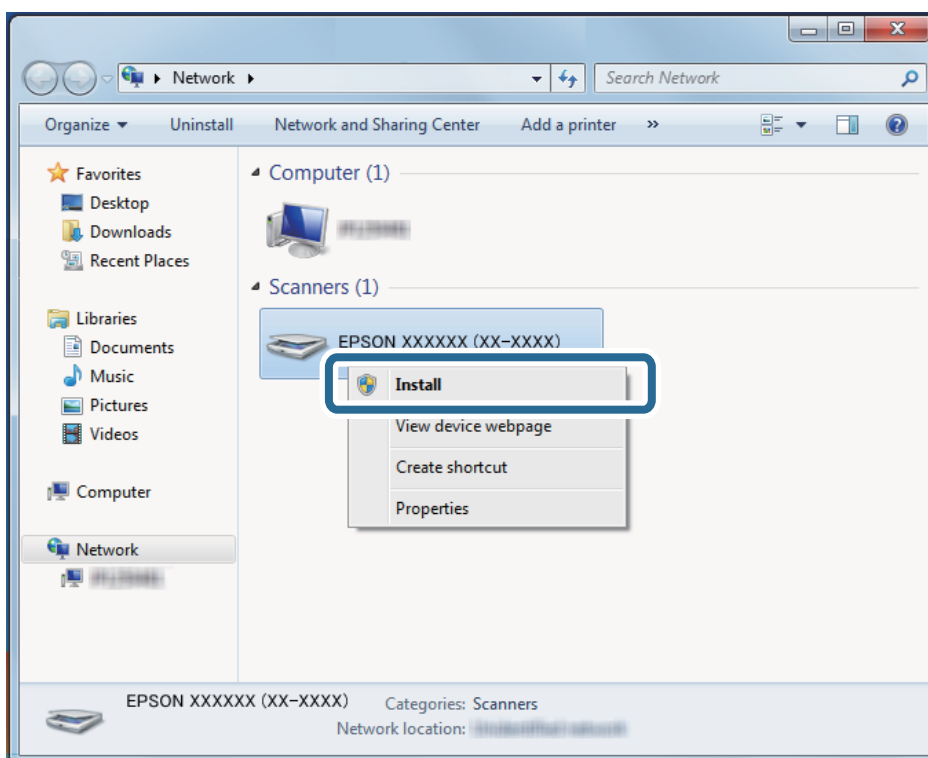 Network
Search Network
Organize Uninstall Network and Sharing Center Add a printer »
Favorites
Desktop
Downloads
Recent Places
Libraries
Documents
Music
Pictures
Videos
Computer
Network
Computer (1)
Scanners (1)
EPSON XXXXXX (XX-XXXX)
Install
View device webpage
Create shortcut
Properties
EPSON XXXXXX (XX-XXXX) Categories: Scanners
Network location: